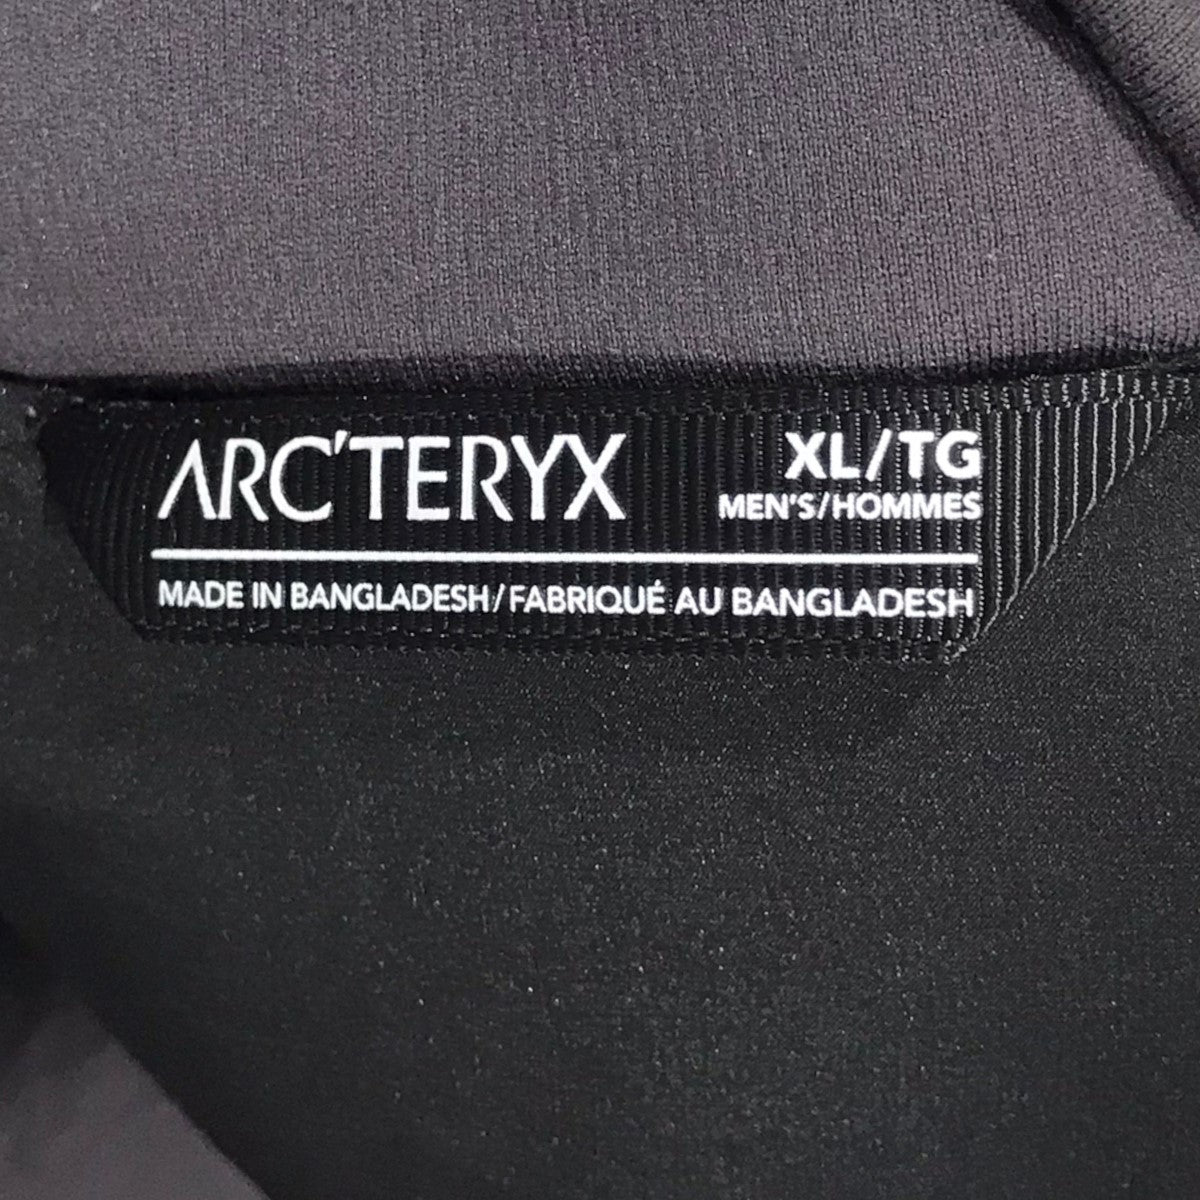 ARC'TERYX
XL/TG
MEN'S/HOMMES
MADE IN BANGLADESH/FABRIQUÉ AU BANGLADESH